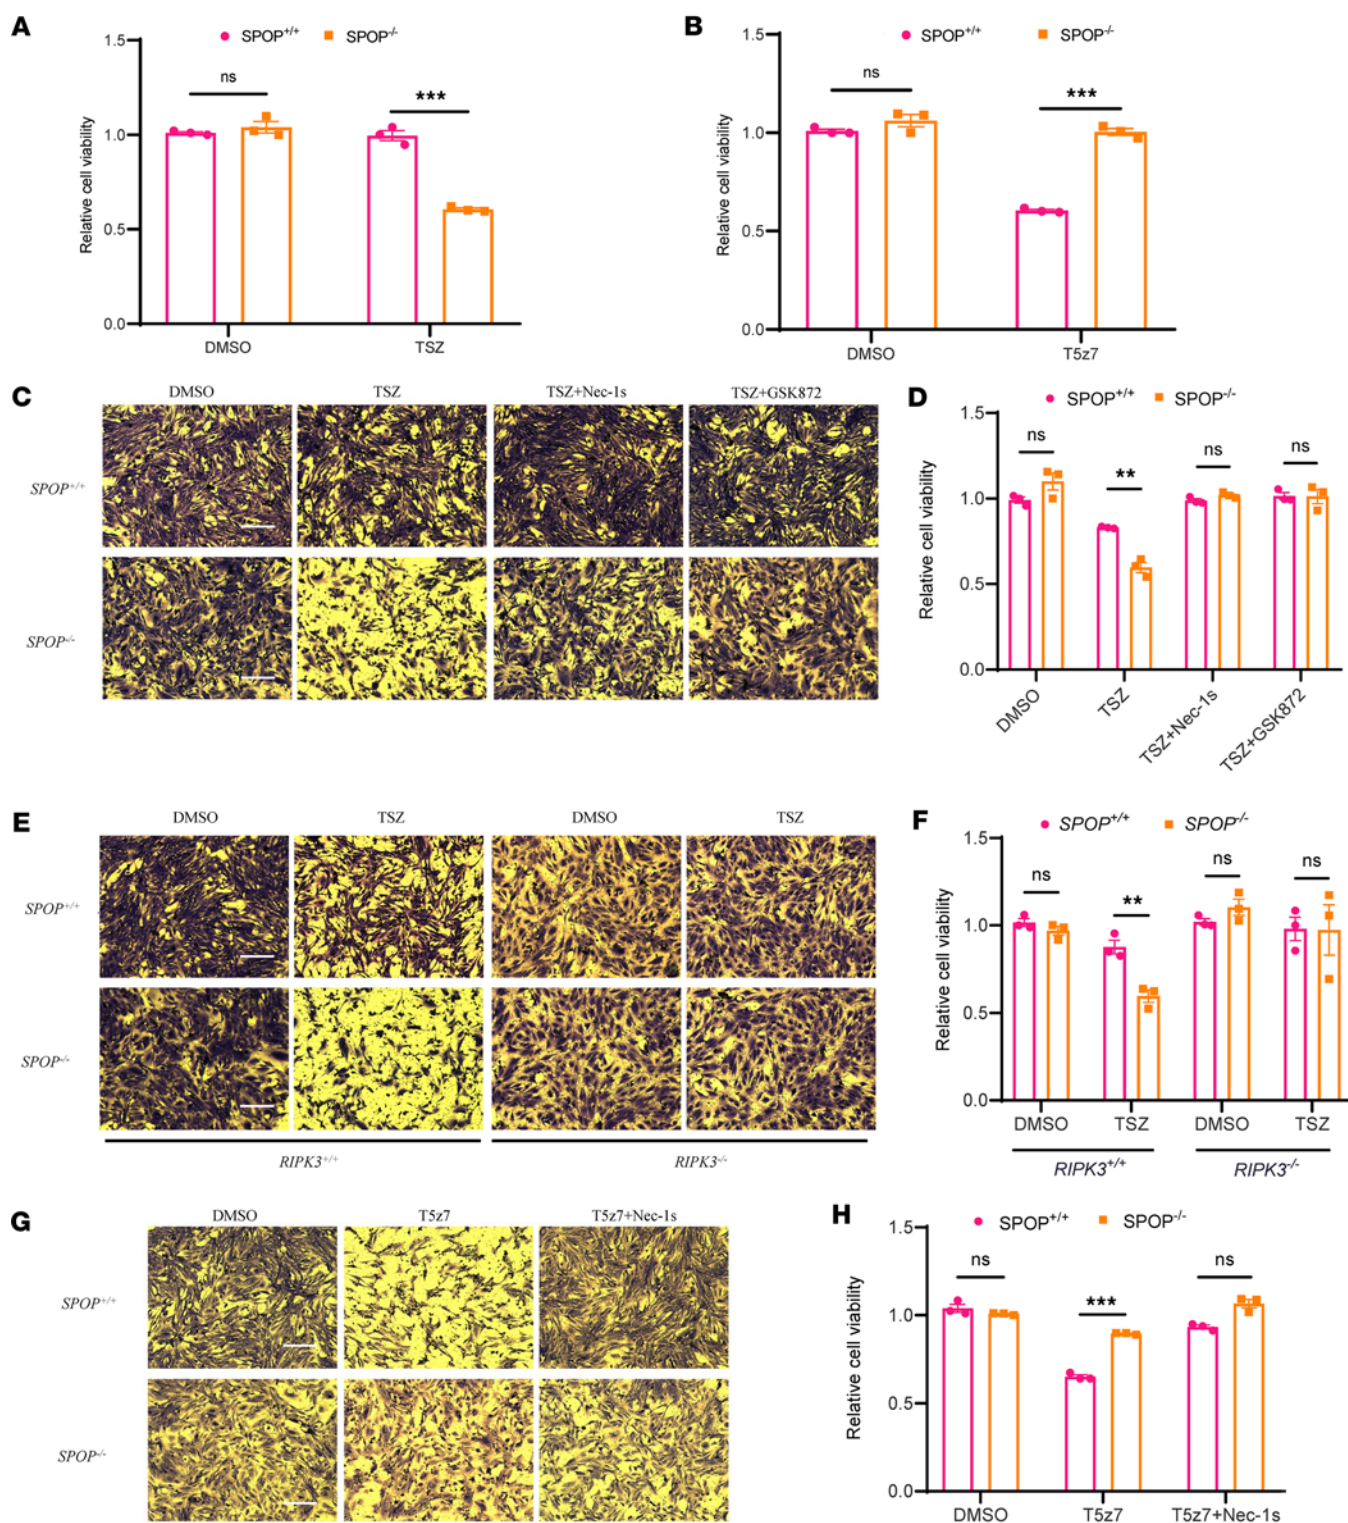 A
SPOP+/+ SPOP-/-
1.5
1.0
0.5
0.0
Relative cell viability
ns
***
DMSO TSZ
B
SPOP+/+ SPOP-/-
1.5
1.0
0.5
0.0
Relative cell viability
ns
***
DMSO T5z7
C
DMSO TSZ TSZ+Nec-1s TSZ+GSK872
SPOP+/+
SPOP-/-
D
1.5
1.0
0.5
0.0
SPOP+/+ SPOP-/-
Relative cell viability
ns
**
ns
ns
DMSO
TSZ
TSZ+Nec-1s
TSZ+GSK872
E
DMSO TSZ DMSO TSZ
SPOP+/+
SPOP-/-
RIPK3+/+ RIPK3-/-
F
SPOP+/+ SPOP-/-
1.5
1.0
0.5
0.0
Relative cell viability
ns
**
ns
ns
DMSO TSZ DMSO TSZ
RIPK3+/+ RIPK3-/-
G
DMSO T5z7 T5z7+Nec-1s
SPOP+/+
SPOP-/-
H
SPOP+/+ SPOP-/-
1.5
1.0
0.5
0.0
Relative cell viability
ns
***
ns
DMSO T5z7 T5z7+Nec-1s